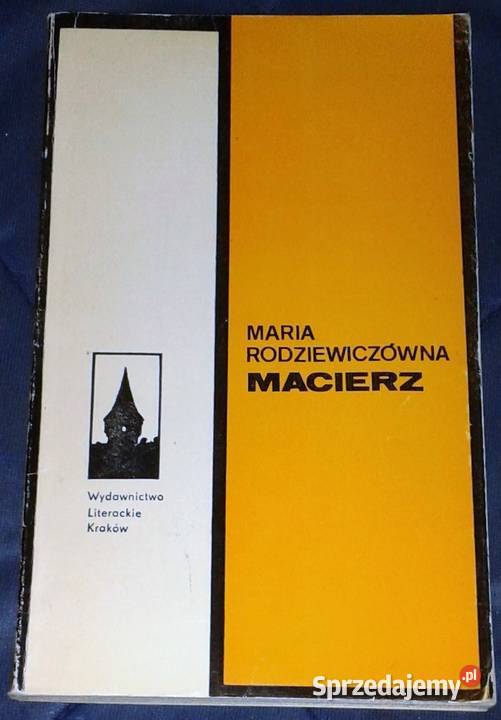 MARIA
RODZIEWICZÓWNA
MACIERZ
Wydawnictwo
Literackie
Kraków
Sprzedajemy.pl